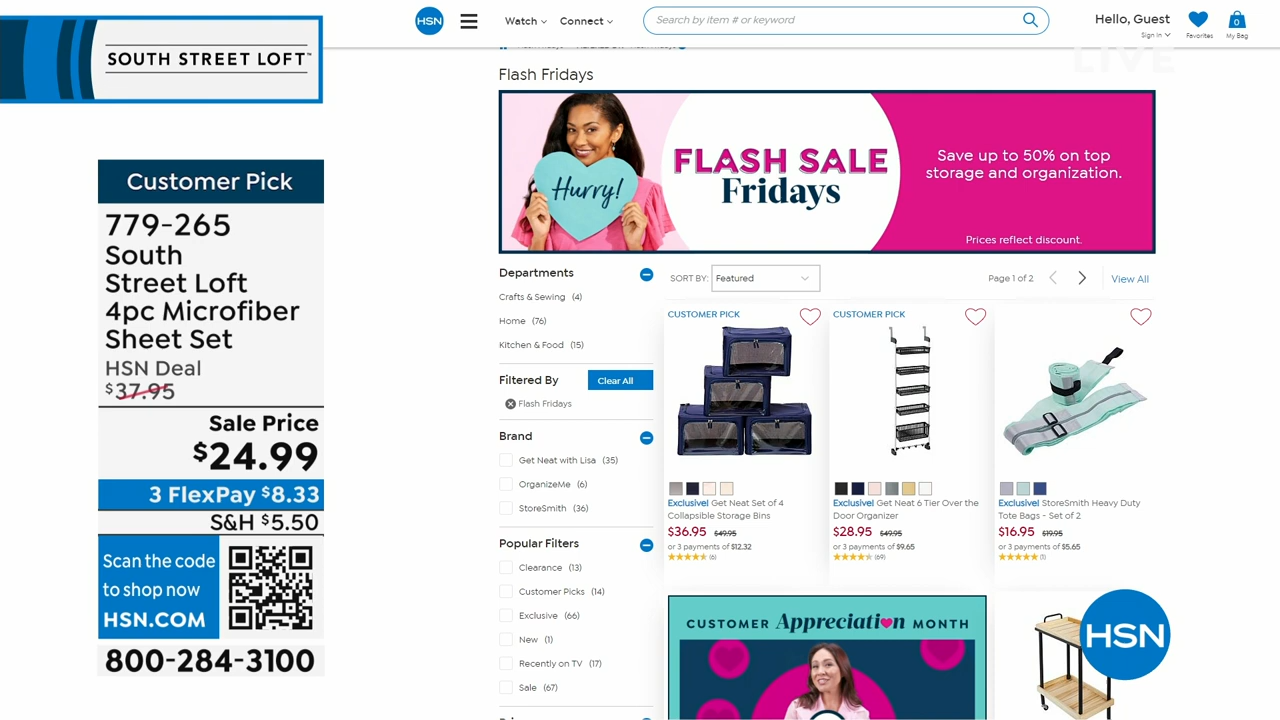 SOUTH STREET LOFT™
Customer Pick
779-265
South
Street Loft
4pc Microfiber
Sheet Set
HSN Deal
$37.95
Sale Price
$24.99
3 FlexPay $8.33
S&H $5.50
Scan the code
to shop now
HSN.COM
800-284-3100
HSN
Watch
Connect
Search by item # or keyword
Hello, Guest
Sign in
Favorites
0
My Bag
LIVE
Flash Fridays
Hurry!
FLASH SALE
Fridays
Save up to 50% on top
storage and organization.
Prices reflect discount.
Departments
Crafts & Sewing (4)
Home (76)
Kitchen & Food (15)
Filtered By
Clear All
Flash Fridays
Brand
Get Neat with Lisa (35)
OrganizeMe (6)
StoreSmith (36)
Popular Filters
Clearance (13)
Customer Picks (14)
Exclusive (66)
New (1)
Recently on TV (17)
Sale (67)
SORT BY: Featured
Page 1 of 2
View All
CUSTOMER PICK
Exclusive! Get Neat Set of 4
Collapsible Storage Bins
$36.95 $49.95
or 3 payments of $12.32
(6)
CUSTOMER PICK
Exclusive! Get Neat 6 Tier Over the
Door Organizer
$28.95 $49.95
or 3 payments of $9.65
(69)
Exclusive! StoreSmith Heavy Duty
Tote Bags - Set of 2
$16.95 $19.95
or 3 payments of $5.65
(1)
CUSTOMER Appreciation MONTH
HSN